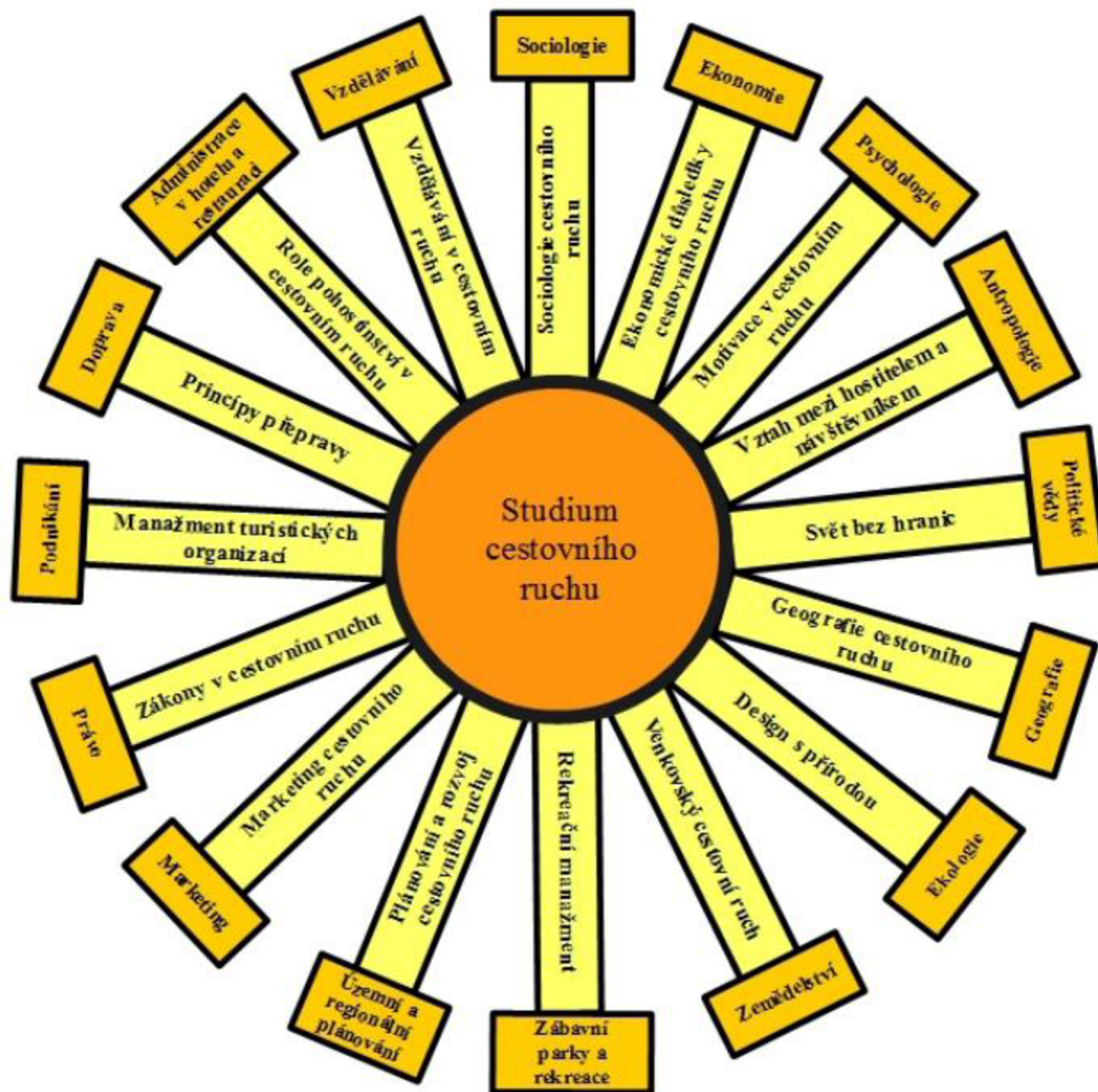 Sociologie
Sociologie cestovního
ruchu
Ekonomie
Ekonomické důsledky
cestovního ruchu
Psychologie
Motivace v cestovním
ruchu
Antropologie
Vztah mezi hostitelem a
návštěvníkem
Politické
vědy
Svět bez hranic
Geografie
Geografie cestovního
ruchu
Ekologie
Design s přírodou
Zemědělství
Venkovský cestovní ruch
Zábavní
parky a
rekreace
Rekreační manažment
Územní a
regionální
plánování
Plánování a rozvoj
cestovního ruchu
Marketing
Marketing cestovního
ruchu
Právo
Zákony v cestovním ruchu
Podnikání
Manažment turistických
organizací
Doprava
Principy přepravy
Administrace
v hotelu a
restaurad
Role pohostinství v
cestovním ruchu
Vzdělávání
Vzdělávání v cestovním
ruchu
Studium
cestovního
ruchu